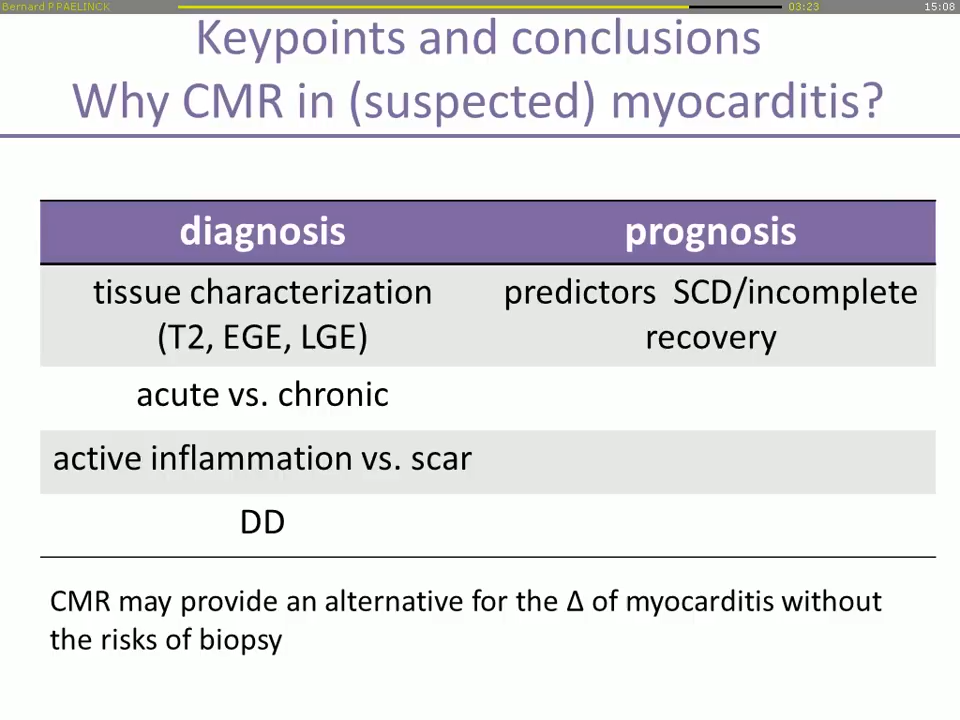 Bernard P PAELINCK 03:23 15:08
Keypoints and conclusions
Why CMR in (suspected) myocarditis?
diagnosis prognosis
tissue characterization predictors SCD/incomplete
(T2, EGE, LGE) recovery
acute vs. chronic
active inflammation vs. scar
DD
CMR may provide an alternative for the Δ of myocarditis without
the risks of biopsy